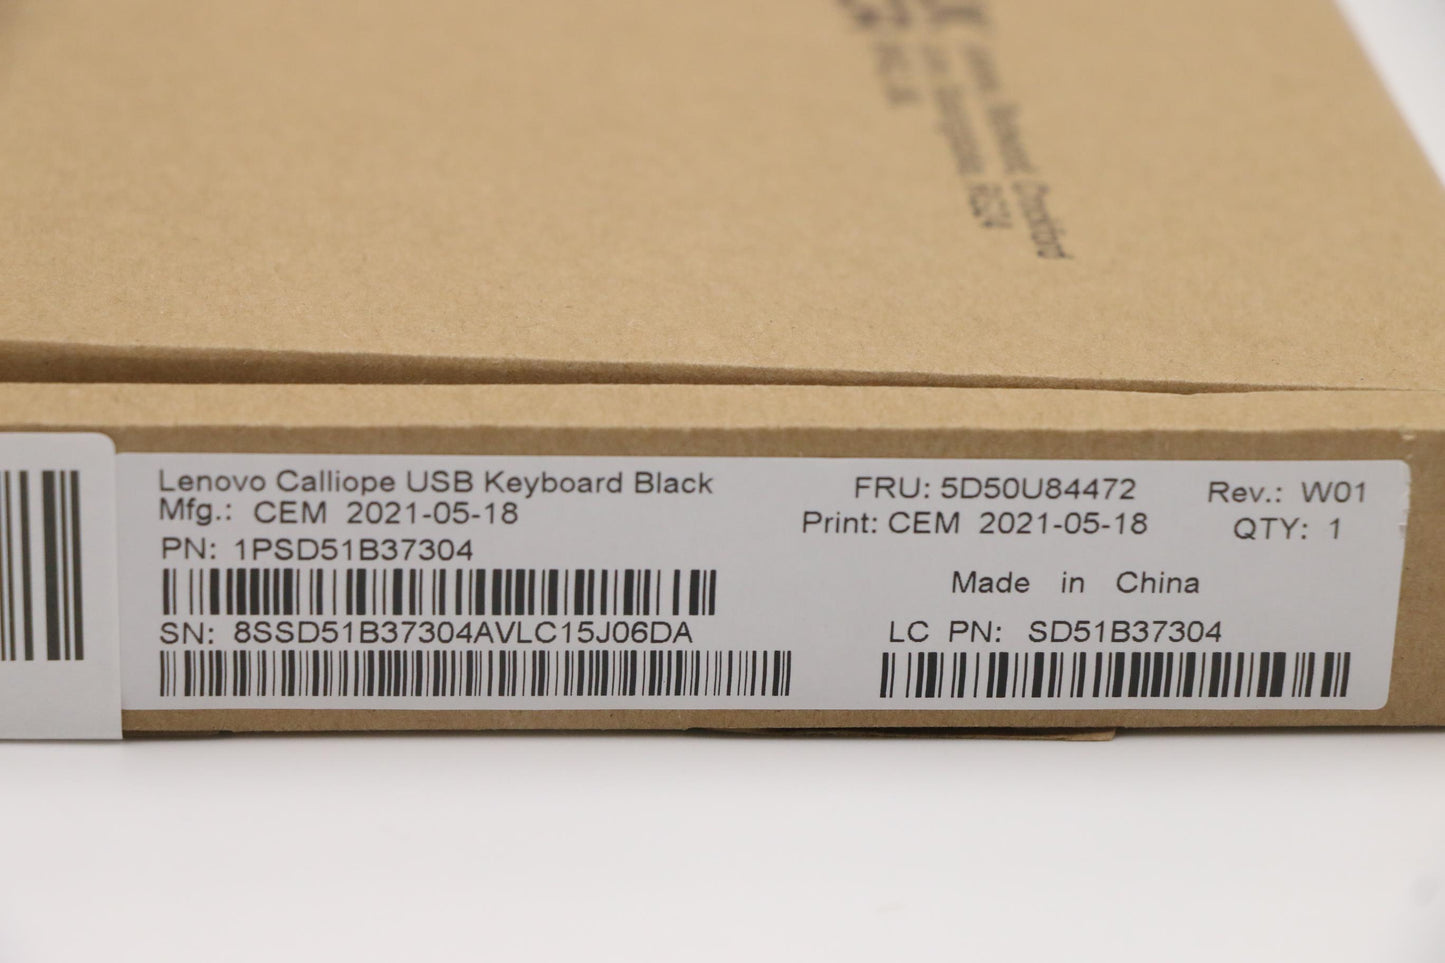 Lenovo Calliope USB Keyboard Black
Mfg.: CEM 2021-05-18
PN: 1PSD51B37304
SN: 8SSD51B37304AVLC15J06DA
FRU: 5D50U84472 Rev.: W01
Print: CEM 2021-05-18 QTY: 1
Made in China
LC PN: SD51B37304